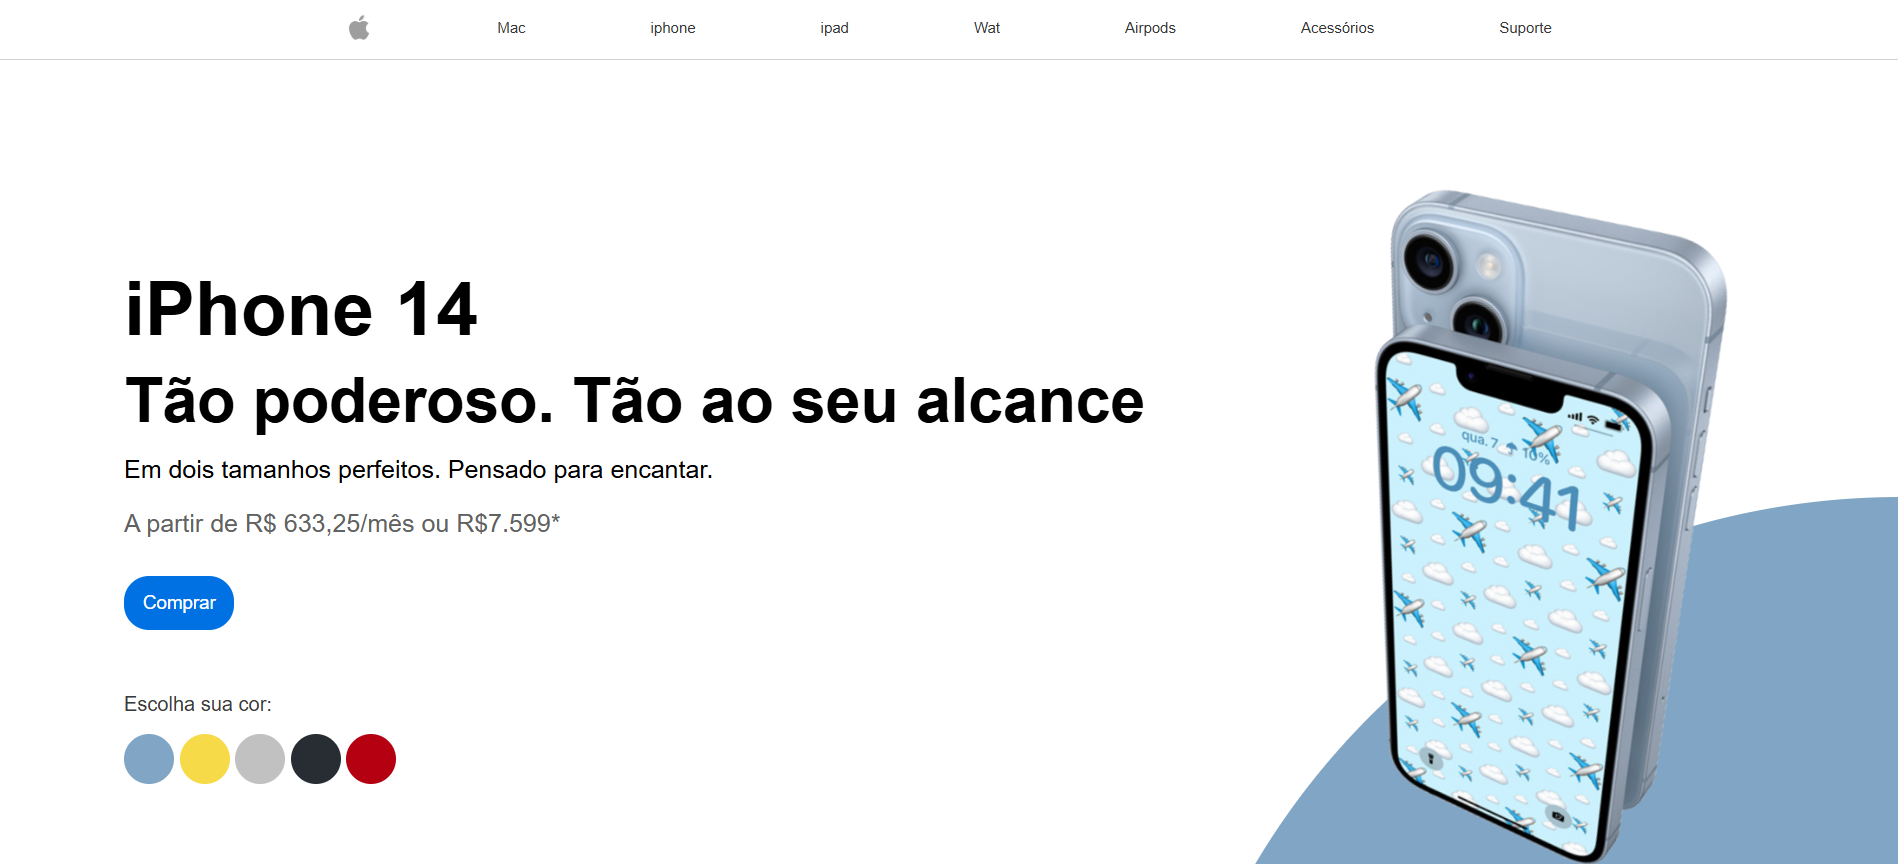 Mac iphone ipad Wat Airpods Acessórios Suporte
iPhone 14
Tão poderoso. Tão ao seu alcance
Em dois tamanhos perfeitos. Pensado para encantar.
A partir de R$ 633,25/mês ou R$7.599*
Comprar
Escolha sua cor:
qua. 7 10%
09:41